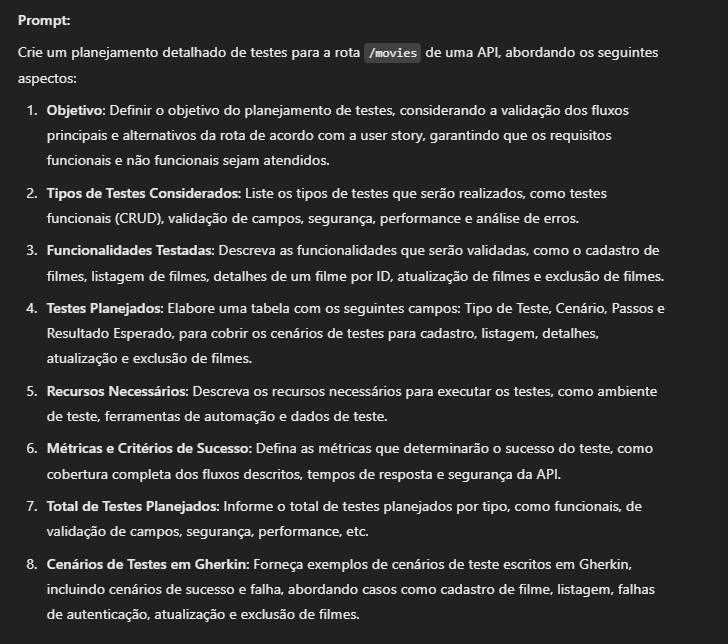 Prompt:
Crie um planejamento detalhado de testes para a rota /movies de uma API, abordando os seguintes
aspectos:
1. Objetivo: Definir o objetivo do planejamento de testes, considerando a validação dos fluxos
principais e alternativos da rota de acordo com a user story, garantindo que os requisitos
funcionais e não funcionais sejam atendidos.
2. Tipos de Testes Considerados: Liste os tipos de testes que serão realizados, como testes
funcionais (CRUD), validação de campos, segurança, performance e análise de erros.
3. Funcionalidades Testadas: Descreva as funcionalidades que serão validadas, como o cadastro de
filmes, listagem de filmes, detalhes de um filme por ID, atualização de filmes e exclusão de filmes.
4. Testes Planejados: Elabore uma tabela com os seguintes campos: Tipo de Teste, Cenário, Passos e
Resultado Esperado, para cobrir os cenários de testes para cadastro, listagem, detalhes,
atualização e exclusão de filmes.
5. Recursos Necessários: Descreva os recursos necessários para executar os testes, como ambiente
de teste, ferramentas de automação e dados de teste.
6. Métricas e Critérios de Sucesso: Defina as métricas que determinarão o sucesso do teste, como
cobertura completa dos fluxos descritos, tempos de resposta e segurança da API.
7. Total de Testes Planejados: Informe o total de testes planejados por tipo, como funcionais, de
validação de campos, segurança, performance, etc.
8. Cenários de Testes em Gherkin: Forneça exemplos de cenários de teste escritos em Gherkin,
incluindo cenários de sucesso e falha, abordando casos como cadastro de filme, listagem, falhas
de autenticação, atualização e exclusão de filmes.